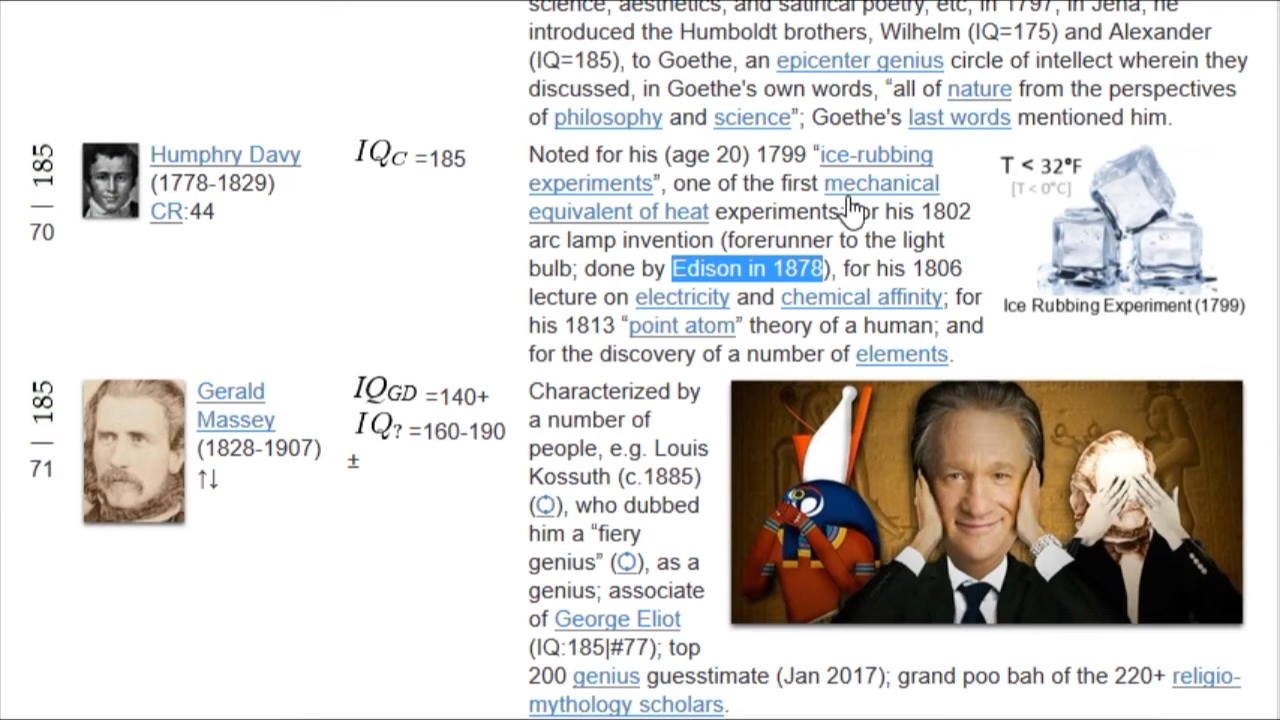 science, aesthetics, and satirical poetry, etc, in 1797, in Jena, he
introduced the Humboldt brothers, Wilhelm (IQ=175) and Alexander
(IQ=185), to Goethe, an epicenter genius circle of intellect wherein they
discussed, in Goethe's own words, “all of nature from the perspectives
of philosophy and science”; Goethe's last words mentioned him.
185 | 70
Humphry Davy
(1778-1829)
CR:44
IQC =185
Noted for his (age 20) 1799 “ice-rubbing
experiments”, one of the first mechanical
equivalent of heat experiments; for his 1802
arc lamp invention (forerunner to the light
bulb; done by Edison in 1878), for his 1806
lecture on electricity and chemical affinity; for
his 1813 “point atom” theory of a human; and
for the discovery of a number of elements.
T < 32°F
[T < 0°C]
Ice Rubbing Experiment (1799)
185 | 71
Gerald
Massey
(1828-1907)
↑↓
IQGD =140+
IQ? =160-190
±
Characterized by
a number of
people, e.g. Louis
Kossuth (c.1885)
(), who dubbed
him a “fiery
genius” (), as a
genius; associate
of George Eliot
(IQ:185|#77); top
200 genius guesstimate (Jan 2017); grand poo bah of the 220+ religio-
mythology scholars.